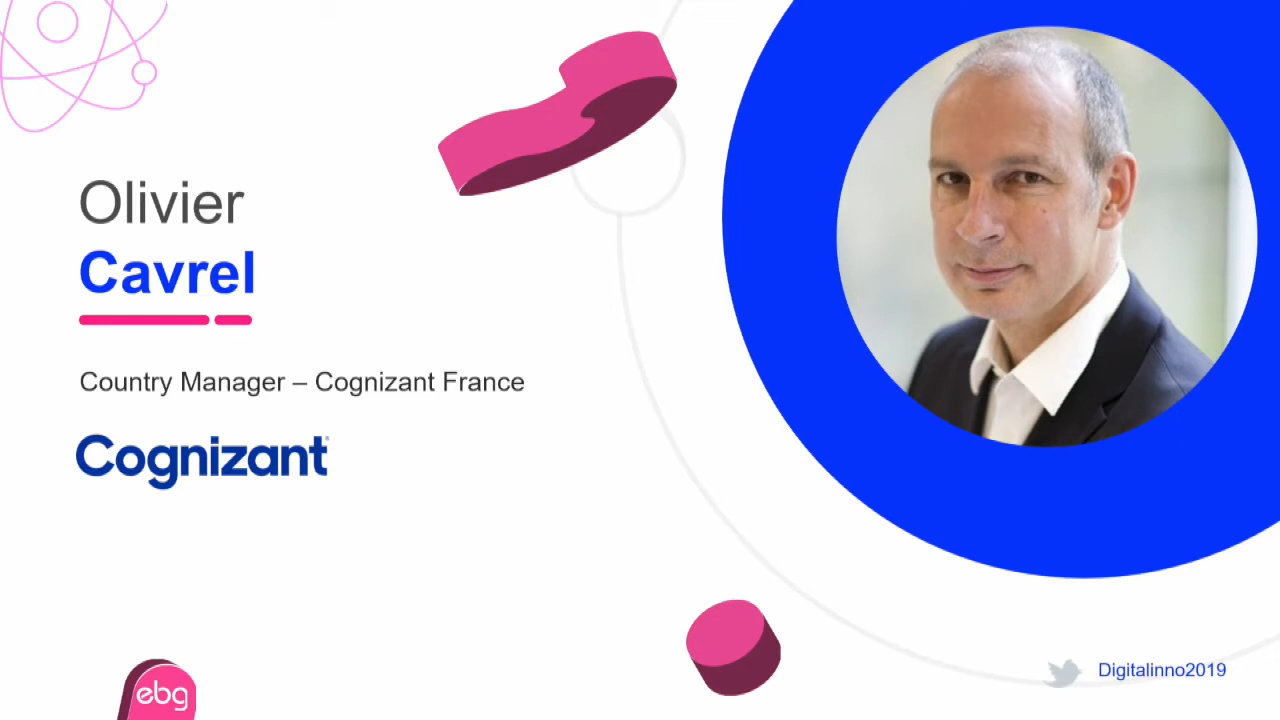 Olivier
Cavrel
Country Manager – Cognizant France
Cognizant
ebg
Digitalinno2019